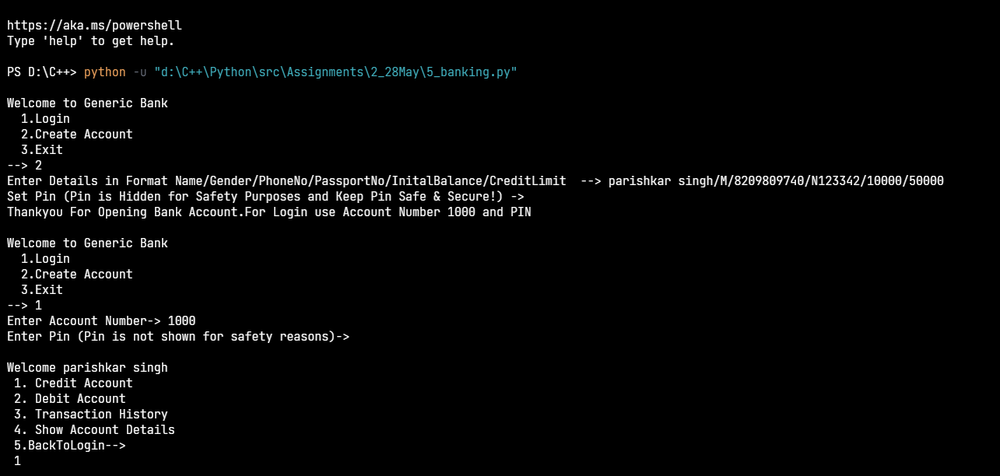 https://aka.ms/powershell
Type 'help' to get help.
PS D:\C++> python -u "d:\C++\Python\src\Assignments\2_28May\5_banking.py"
Welcome to Generic Bank
1.Login
2.Create Account
3.Exit
--> 2
Enter Details in Format Name/Gender/PhoneNo/PassportNo/InitalBalance/CreditLimit  --> parishkar singh/M/8209809740/N123342/10000/50000
Set Pin (Pin is Hidden for Safety Purposes and Keep Pin Safe & Secure!) ->
Thankyou For Opening Bank Account.For Login use Account Number 1000 and PIN
Welcome to Generic Bank
1.Login
2.Create Account
3.Exit
--> 1
Enter Account Number-> 1000
Enter Pin (Pin is not shown for safety reasons)->
Welcome parishkar singh
1. Credit Account
2. Debit Account
3. Transaction History
4. Show Account Details
5.BackToLogin-->
1